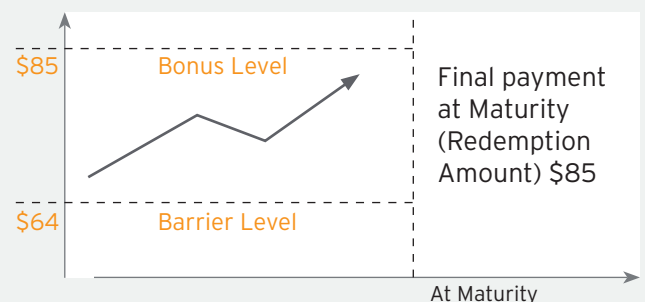 $85
Bonus Level
Final payment
at Maturity
(Redemption
Amount) $85
$64
Barrier Level
At Maturity